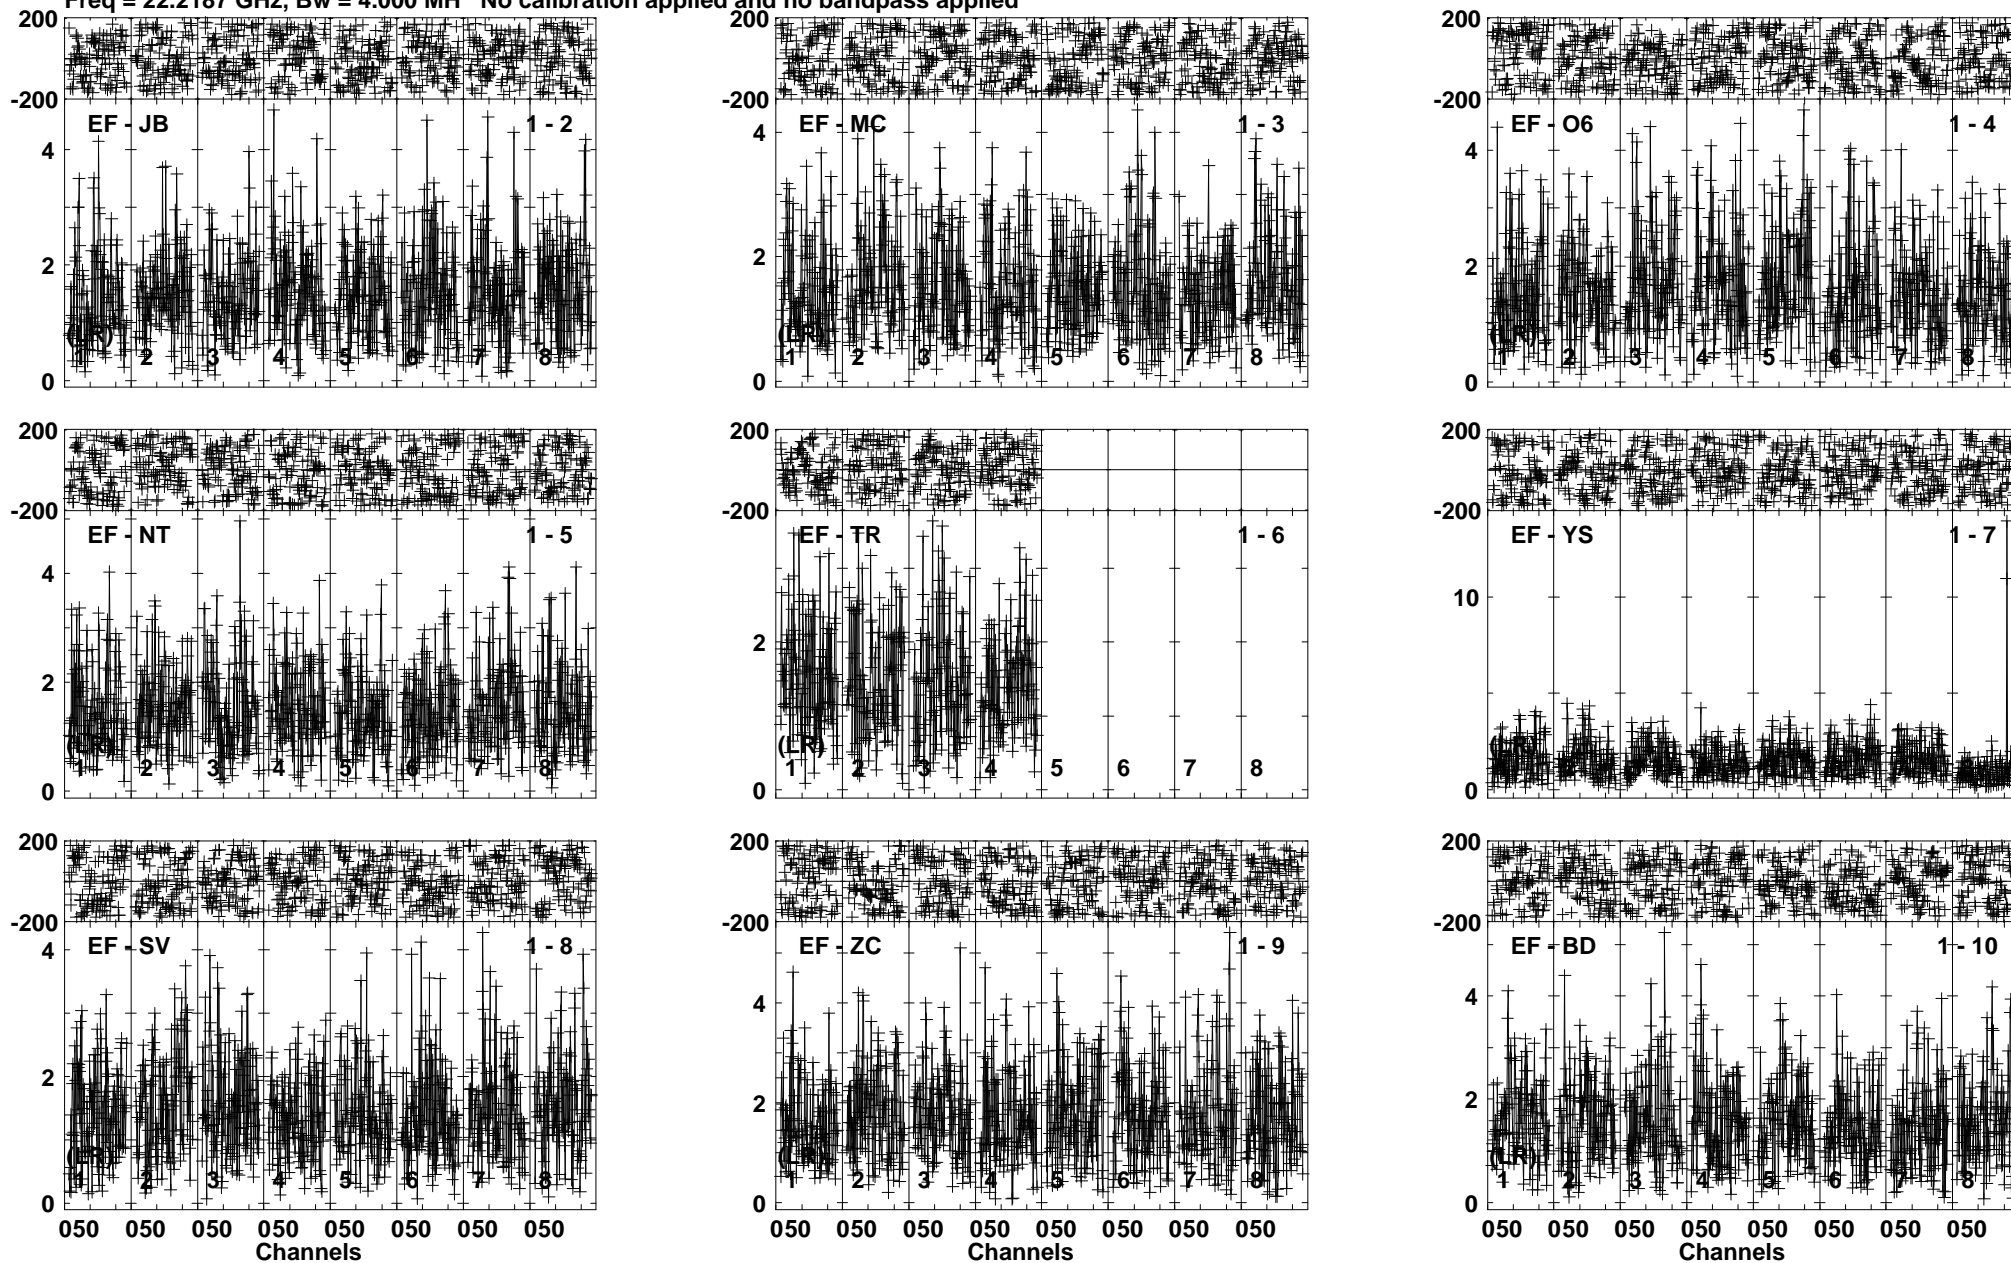 Freq = 22.2187 GHz, Bw = 4.000 MH No calibration applied and no bandpass applied
200
-200
EF - JB 1 - 2
4
2
0
(LR)
1 2 3 4 5 6 7 8
200
-200
EF - MC 1 - 3
4
2
0
(LR)
1 2 3 4 5 6 7 8
200
-200
EF - O6 1 - 4
4
2
0
(LR)
1 2 3 4 5 6 7 8
200
-200
EF - NT 1 - 5
4
2
0
(LR)
1 2 3 4 5 6 7 8
200
-200
EF - TR 1 - 6
2
0
(LR)
1 2 3 4 5 6 7 8
200
-200
EF - YS 1 - 7
10
0
(LR)
200
-200
EF - SV 1 - 8
4
2
0
(LR)
1 2 3 4 5 6 7 8
050 050 050 050 050 050 050 050
Channels
200
-200
EF - ZC 1 - 9
4
2
0
(LR)
1 2 3 4 5 6 7 8
050 050 050 050 050 050 050 050
Channels
200
-200
EF - BD 1 - 10
4
2
0
(LR)
1 2 3 4 5 6 7 8
050 050 050 050 050 050 050 050
Channels